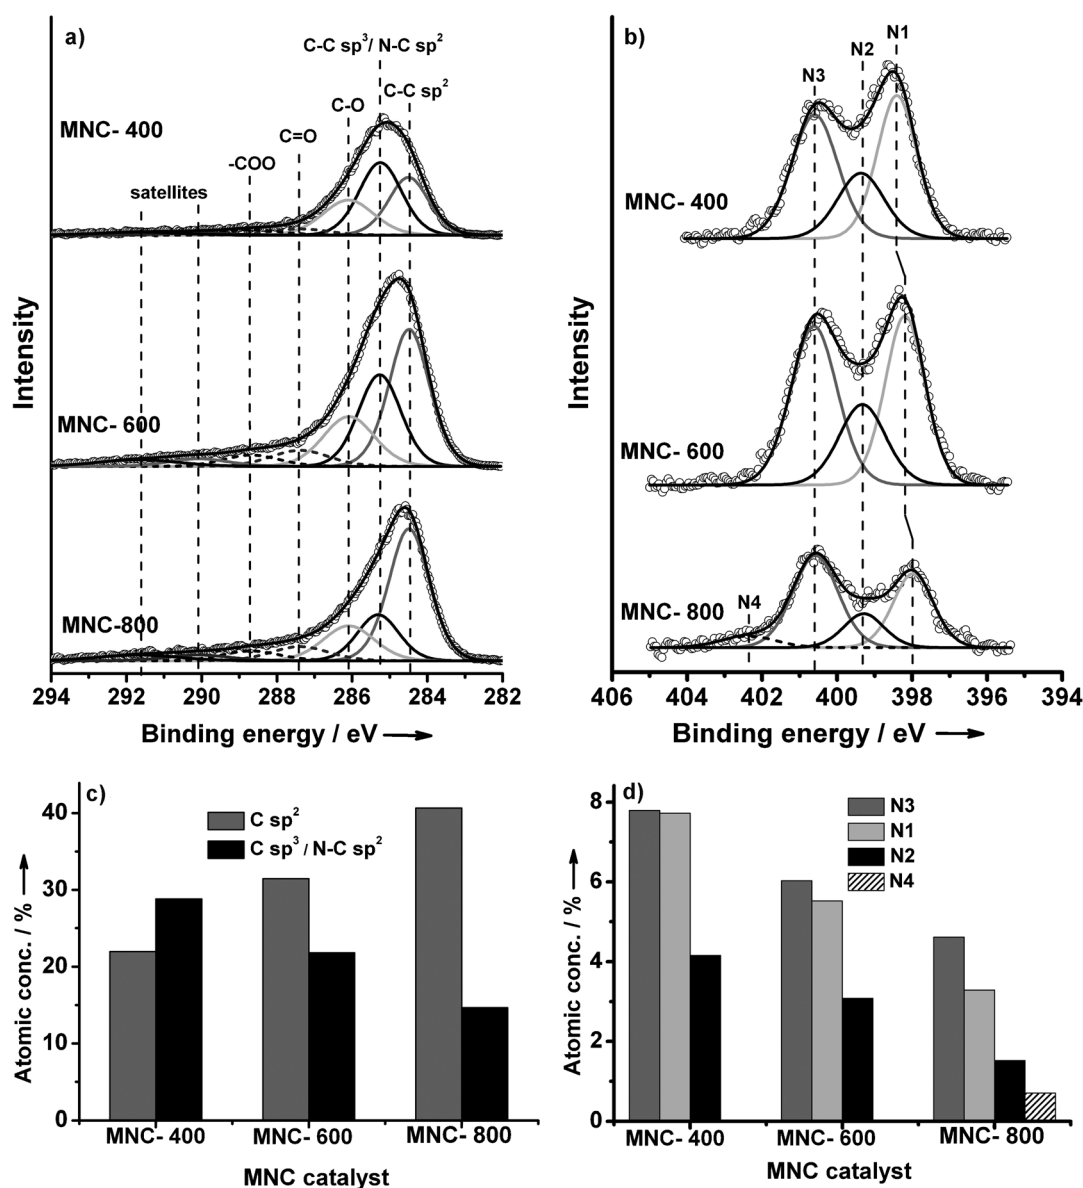 a)
C-C sp³/ N-C sp²
C-C sp²
C-O
C=O
-COO
satellites
MNC- 400
MNC- 600
MNC-800
Intensity
294 292 290 288 286 284 282
Binding energy / eV
b)
N1
N2
N3
MNC- 400
MNC- 600
MNC- 800
N4
Intensity
406 404 402 400 398 396 394
Binding energy / eV
c)
C sp²
C sp³ / N-C sp²
40
30
20
10
0
Atomic conc. / %
MNC- 400 MNC- 600 MNC- 800
MNC catalyst
d)
N3
N1
N2
N4
8
6
4
2
0
Atomic conc. / %
MNC- 400 MNC- 600 MNC- 800
MNC catalyst